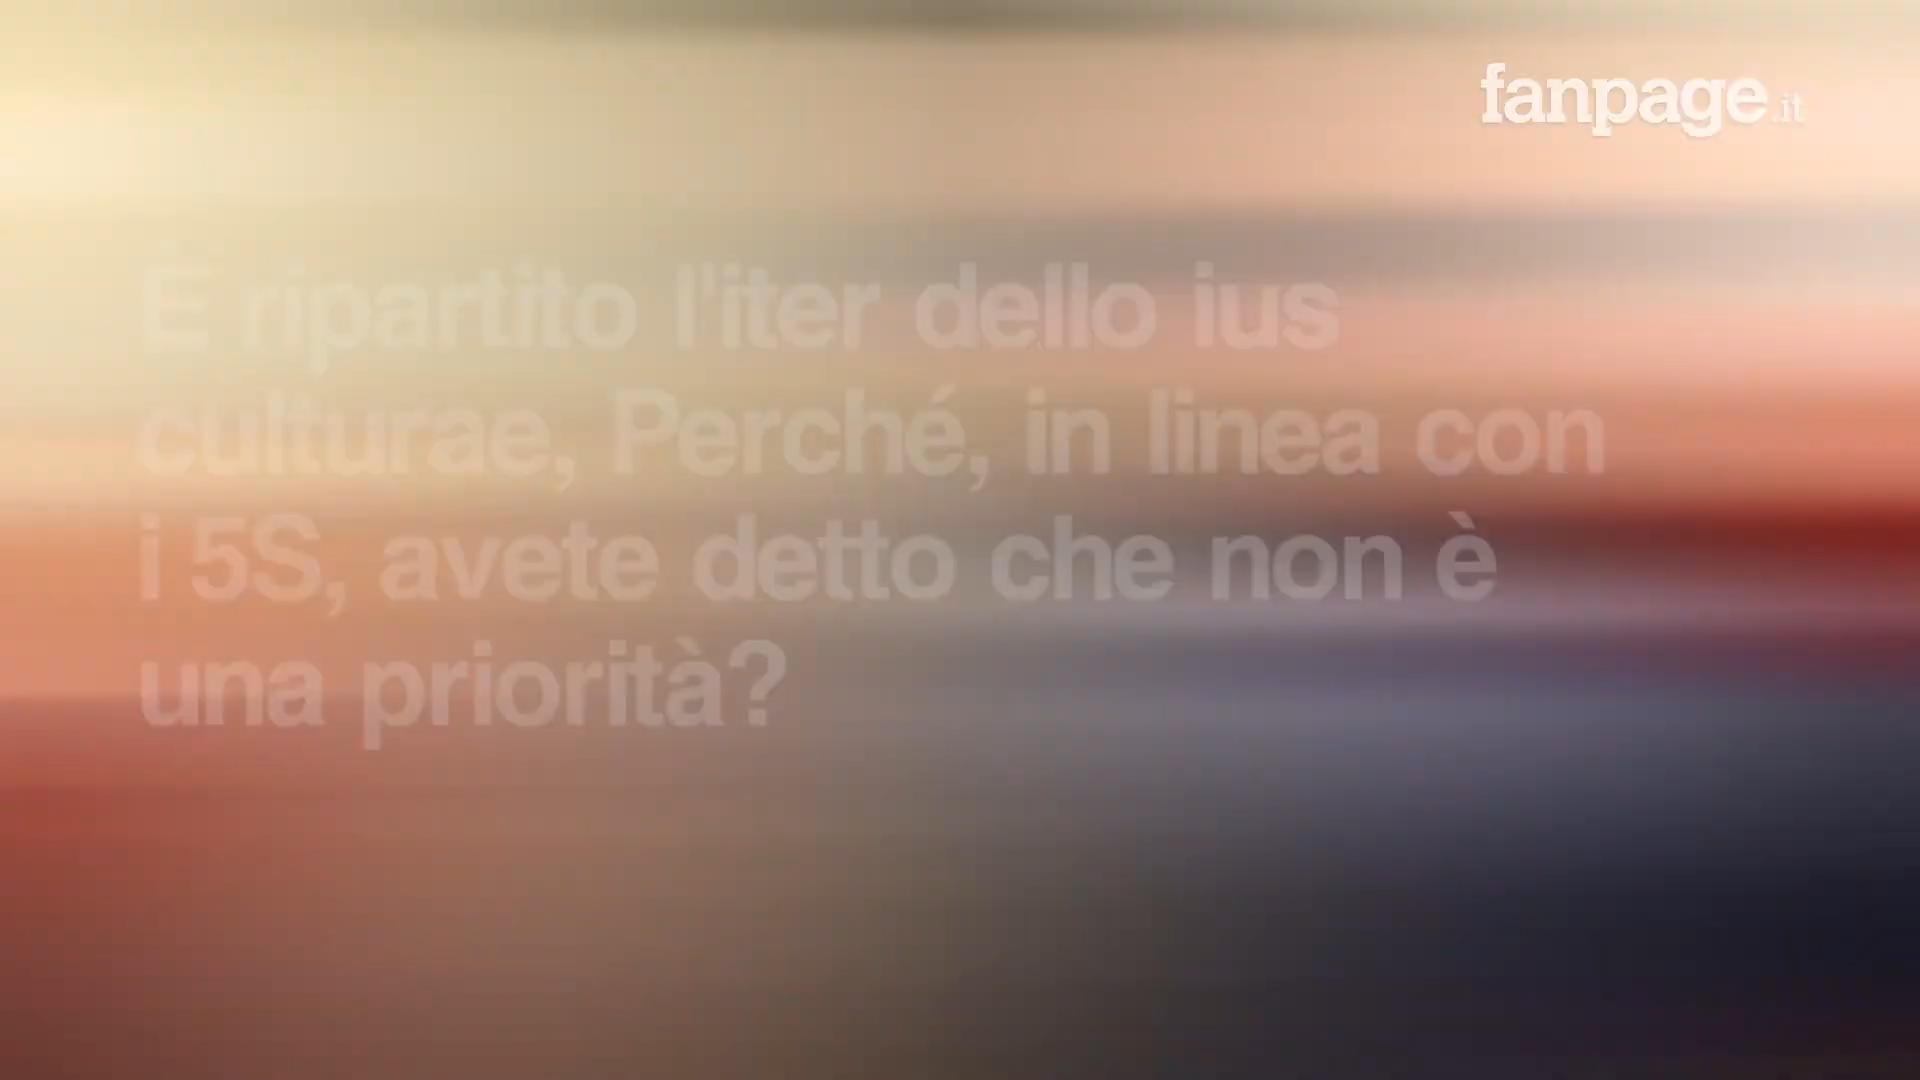 fanpage.it
È ripartito l'iter dello ius
culturae, Perché, in linea con
i 5S, avete detto che non è
una priorità?